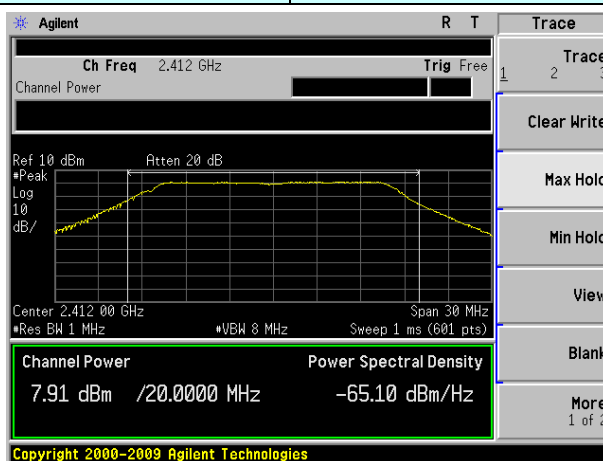 Agilent R T
Ch Freq 2.412 GHz Trig Free
Channel Power
Ref 10 dBm Atten 20 dB
#Peak
Log
10
dB/
Center 2.412 00 GHz Span 30 MHz
#Res BW 1 MHz #VBW 8 MHz Sweep 1 ms (601 pts)
Channel Power Power Spectral Density
7.91 dBm /20.0000 MHz -65.10 dBm/Hz
Copyright 2000-2009 Agilent Technologies
Trace
Trace
1 2 3
Clear Write
Max Hold
Min Hold
View
Blank
More
1 of 2